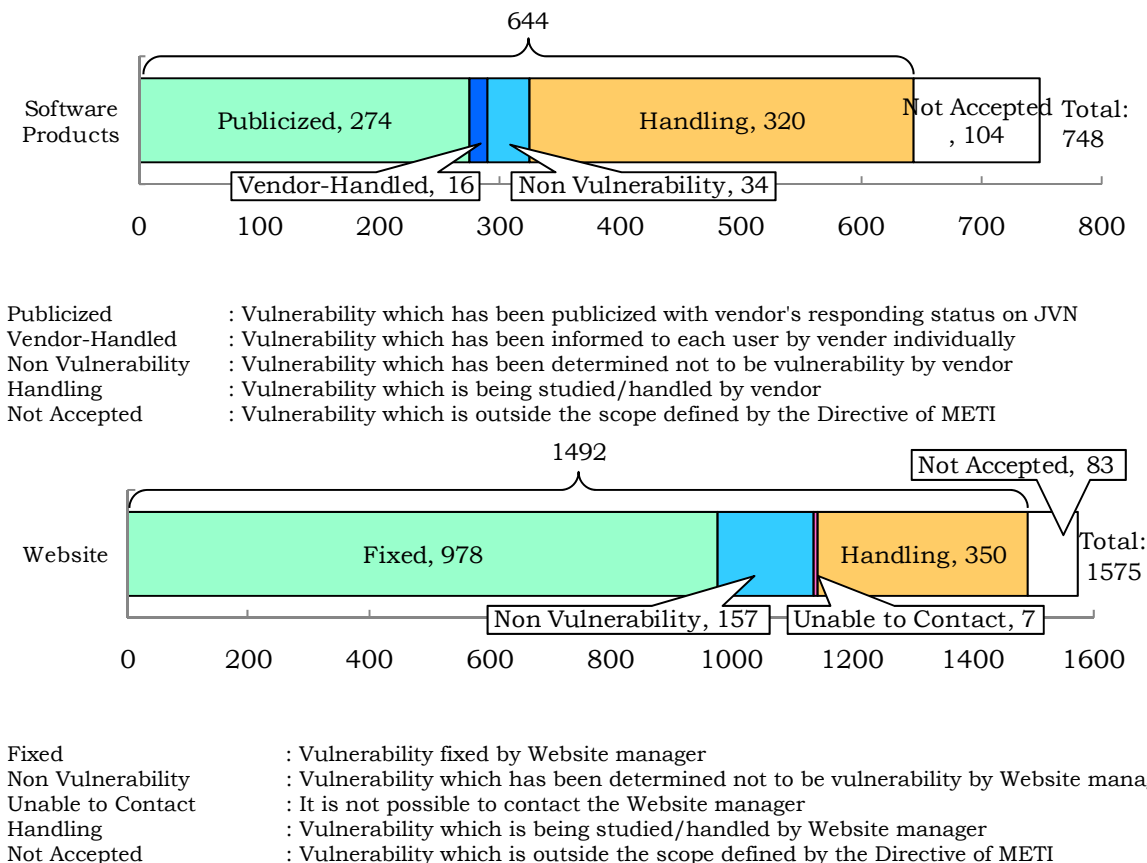 644
Software
Products
Publicized, 274
Handling, 320
Not Accepted
, 104
Total:
748
Vendor-Handled, 16
Non Vulnerability, 34
0 100 200 300 400 500 600 700 800
Publicized : Vulnerability which has been publicized with vendor's responding status on JVN
Vendor-Handled : Vulnerability which has been informed to each user by vender individually
Non Vulnerability : Vulnerability which has been determined not to be vulnerability by vendor
Handling : Vulnerability which is being studied/handled by vendor
Not Accepted : Vulnerability which is outside the scope defined by the Directive of METI
1492
Not Accepted, 83
Website
Fixed, 978
Handling, 350
Total:
1575
Non Vulnerability, 157
Unable to Contact, 7
0 200 400 600 800 1000 1200 1400 1600
Fixed : Vulnerability fixed by Website manager
Non Vulnerability : Vulnerability which has been determined not to be vulnerability by Website mana
Unable to Contact : It is not possible to contact the Website manager
Handling : Vulnerability which is being studied/handled by Website manager
Not Accepted : Vulnerability which is outside the scope defined by the Directive of METI